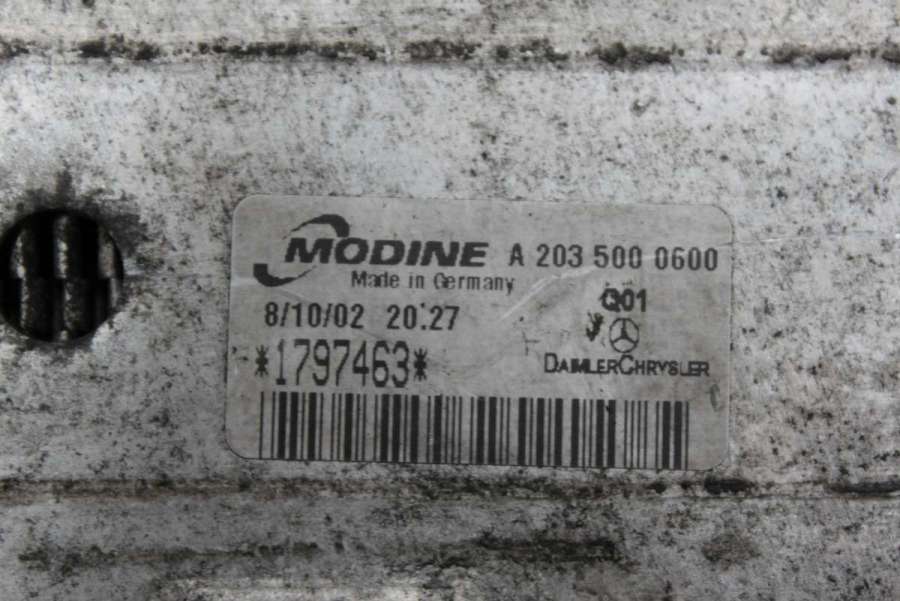 MODINE A 203 500 0600
Made in Germany
Q01
8/10/02 20:27
*1797463*
DAIMLERCHRYSLER